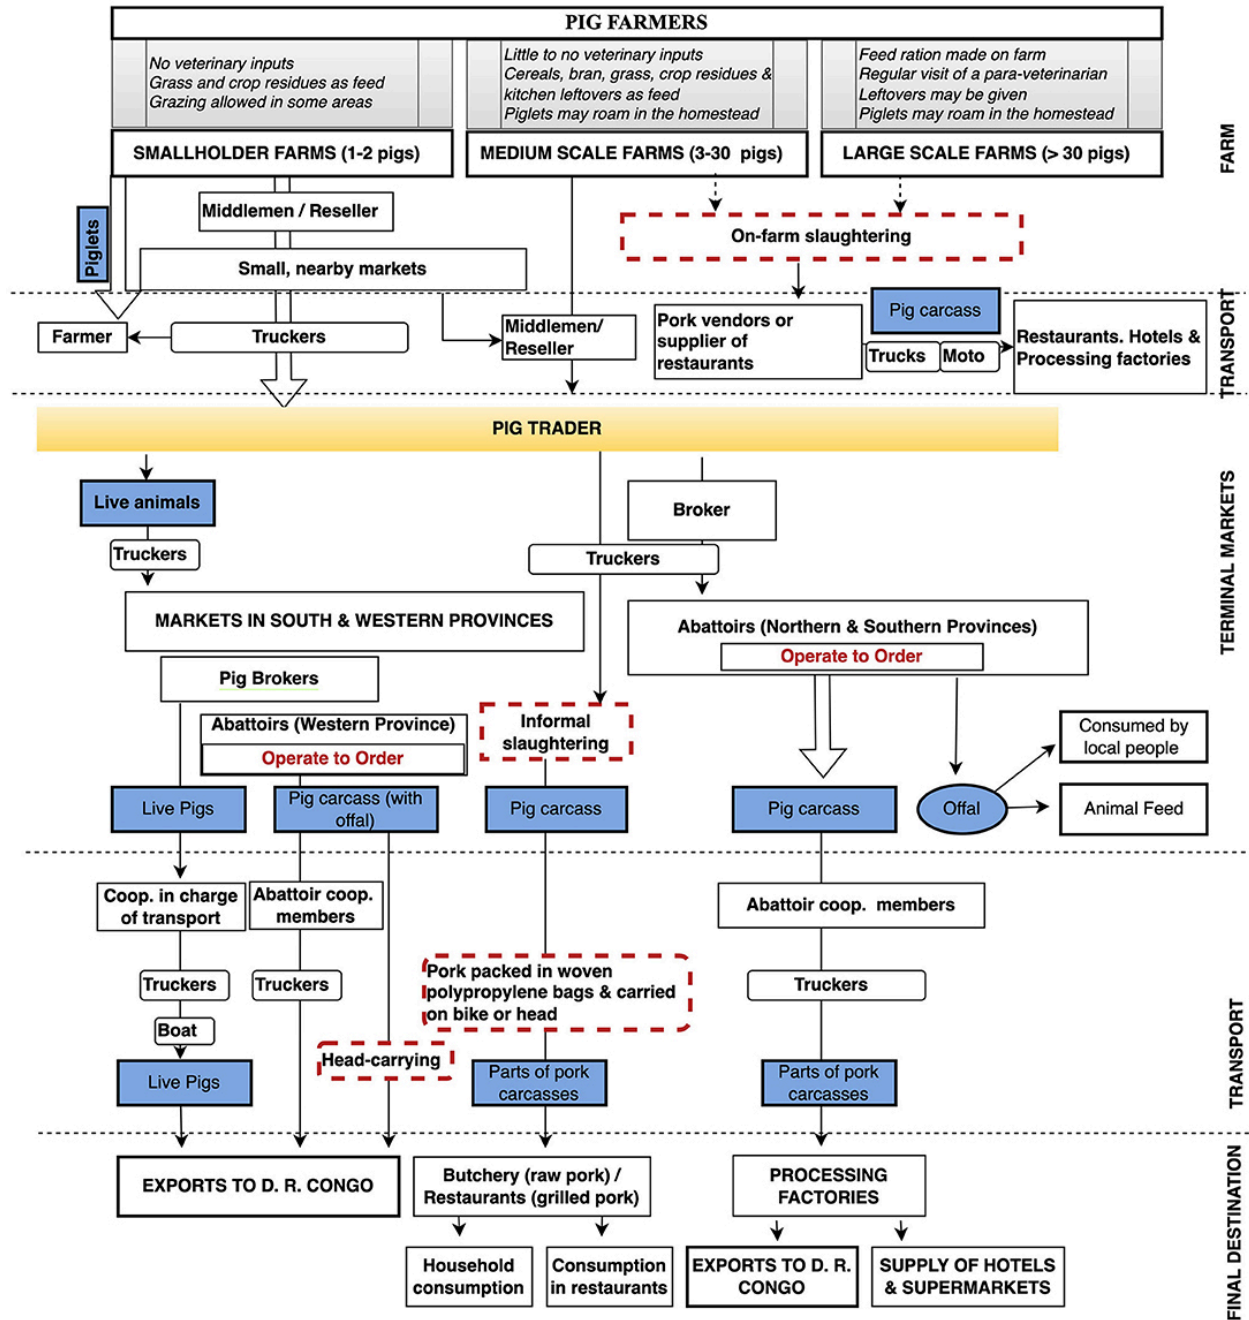 PIG FARMERS
No veterinary inputs
Grass and crop residues as feed
Grazing allowed in some areas
Little to no veterinary inputs
Cereals, bran, grass, crop residues &
kitchen leftovers as feed
Piglets may roam in the homestead
Feed ration made on farm
Regular visit of a para-veterinarian
Leftovers may be given
Piglets may roam in the homestead
SMALLHOLDER FARMS (1-2 pigs)
MEDIUM SCALE FARMS (3-30 pigs)
LARGE SCALE FARMS (> 30 pigs)
FARM
Piglets
Middlemen / Reseller
Small, nearby markets
On-farm slaughtering
Farmer
Truckers
Middlemen/
Reseller
Pork vendors or
supplier of
restaurants
Pig carcass
Trucks
Moto
Restaurants. Hotels &
Processing factories
TRANSPORT
PIG TRADER
Live animals
Truckers
Broker
Truckers
MARKETS IN SOUTH & WESTERN PROVINCES
Abattoirs (Northern & Southern Provinces)
Operate to Order
TERMINAL MARKETS
Pig Brokers
Abattoirs (Western Province)
Operate to Order
Informal
slaughtering
Consumed by
local people
Live Pigs
Pig carcass (with
offal)
Pig carcass
Pig carcass
Offal
Animal Feed
Coop. in charge
of transport
Abattoir coop.
members
Abattoir coop. members
Truckers
Truckers
Pork packed in woven
polypropylene bags & carried
on bike or head
Truckers
Boat
Head-carrying
Live Pigs
Parts of pork
carcasses
Parts of pork
carcasses
TRANSPORT
EXPORTS TO D. R. CONGO
Butchery (raw pork) /
Restaurants (grilled pork)
PROCESSING
FACTORIES
Household
consumption
Consumption
in restaurants
EXPORTS TO D. R.
CONGO
SUPPLY OF HOTELS
& SUPERMARKETS
FINAL DESTINATION